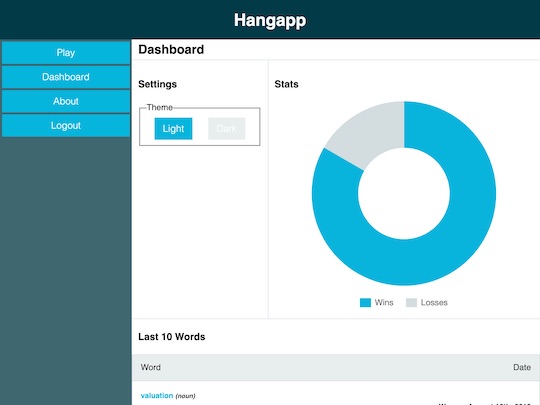 Hangapp
Play
Dashboard
About
Logout
Dashboard
Settings
Theme
Light
Dark
Stats
Wins
Losses
Last 10 Words
Word
Date
valuation (noun)